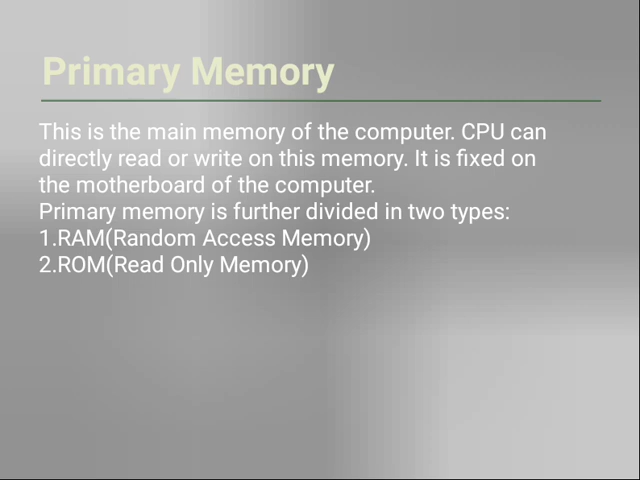 Primary Memory
This is the main memory of the computer. CPU can
directly read or write on this memory. It is fixed on
the motherboard of the computer.
Primary memory is further divided in two types:
1.RAM(Random Access Memory)
2.ROM(Read Only Memory)